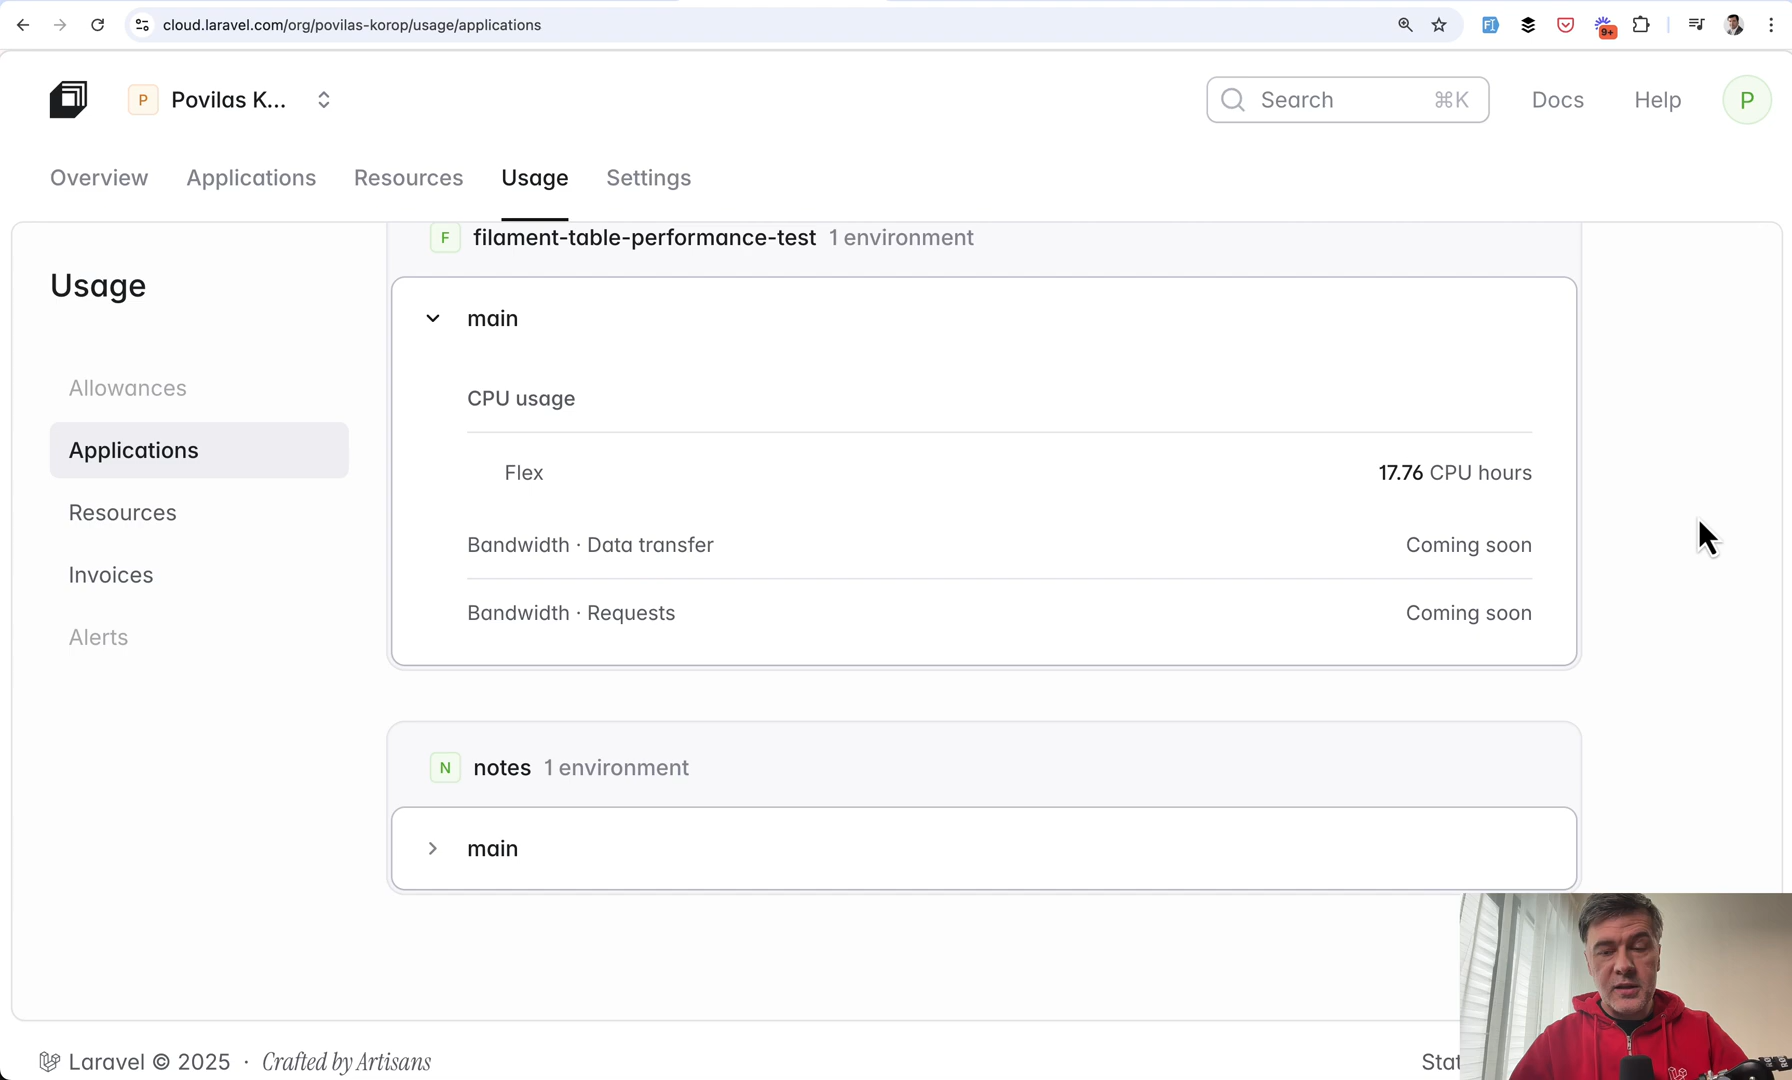 cloud.laravel.com/org/povilas-korop/usage/applications
9+
P Povilas K...
Search ⌘K
Docs
Help
P
Overview
Applications
Resources
Usage
Settings
F filament-table-performance-test 1 environment
Usage
main
Allowances
CPU usage
Applications
Flex 17.76 CPU hours
Resources
Bandwidth · Data transfer Coming soon
Invoices
Bandwidth · Requests Coming soon
Alerts
N notes 1 environment
main
Laravel © 2025 · Crafted by Artisans